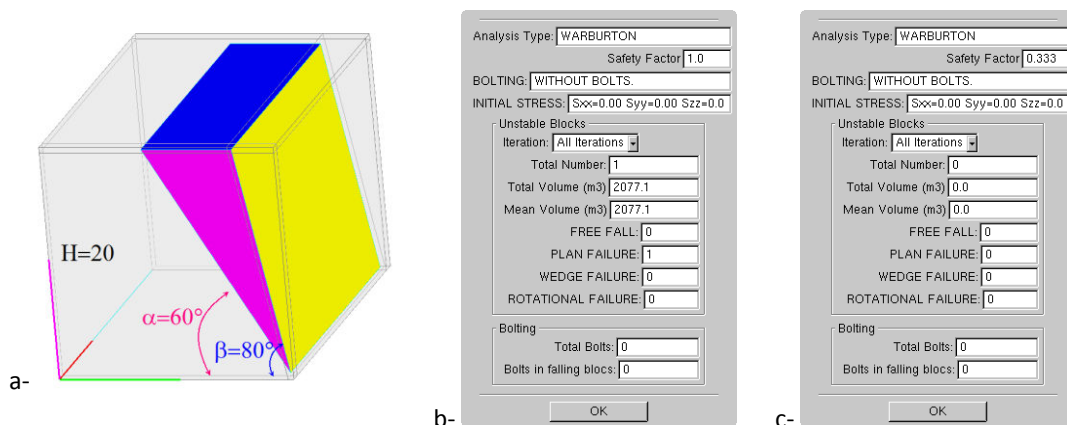 H=20
α=60°
β=80°
a-
Analysis Type: WARBURTON
Safety Factor 1.0
BOLTING: WITHOUT BOLTS.
INITIAL STRESS: Sxx=0.00 Syy=0.00 Szz=0.0
Unstable Blocks
Iteration: All Iterations
Total Number: 1
Total Volume (m3) 2077.1
Mean Volume (m3) 2077.1
FREE FALL: 0
PLAN FAILURE: 1
WEDGE FAILURE: 0
ROTATIONAL FAILURE: 0
Bolting
Total Bolts: 0
Bolts in falling blocs: 0
OK
b-
Analysis Type: WARBURTON
Safety Factor 0.333
BOLTING: WITHOUT BOLTS.
INITIAL STRESS: Sxx=0.00 Syy=0.00 Szz=0.0
Unstable Blocks
Iteration: All Iterations
Total Number: 0
Total Volume (m3) 0.0
Mean Volume (m3) 0.0
FREE FALL: 0
PLAN FAILURE: 0
WEDGE FAILURE: 0
ROTATIONAL FAILURE: 0
Bolting
Total Bolts: 0
Bolts in falling blocs: 0
OK
c-